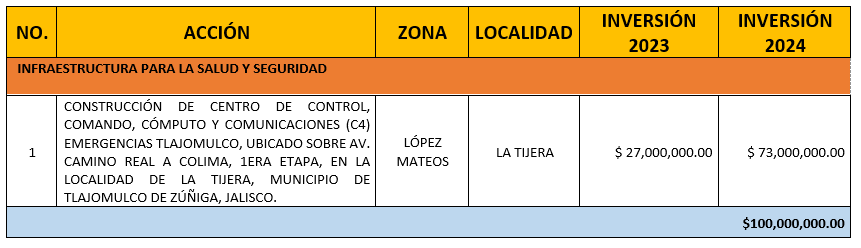 NO. ACCIÓN ZONA LOCALIDAD INVERSIÓN 2023 INVERSIÓN 2024
INFRAESTRUCTURA PARA LA SALUD Y SEGURIDAD
1
CONSTRUCCIÓN DE CENTRO DE CONTROL,
COMANDO, CÓMPUTO Y COMUNICACIONES (C4)
EMERGENCIAS TLAJOMULCO, UBICADO SOBRE AV.
CAMINO REAL A COLIMA, 1ERA ETAPA, EN LA
LOCALIDAD DE LA TIJERA, MUNICIPIO DE
TLAJOMULCO DE ZÚÑIGA, JALISCO.
LÓPEZ
MATEOS
LA TIJERA
$ 27,000,000.00
$ 73,000,000.00
$100,000,000.00